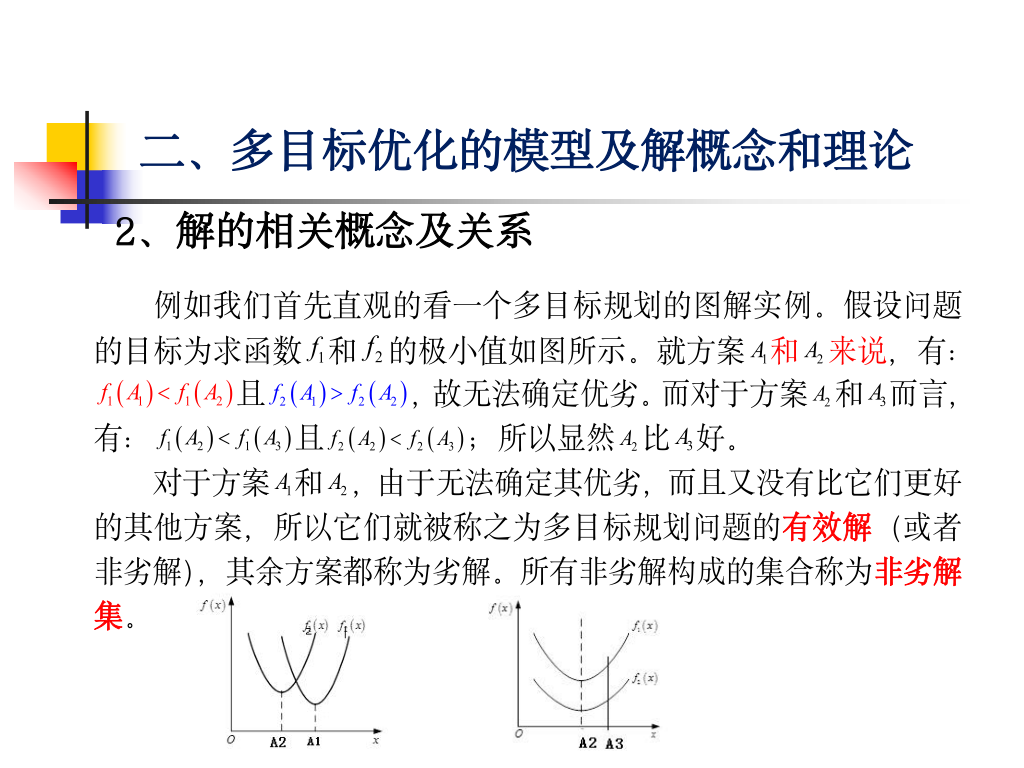 二、多目标优化的模型及解概念和理论
2、解的相关概念及关系
例如我们首先直观的看一个多目标规划的图解实例。假设问题
的目标为求函数 f₁ 和 f₂ 的极小值如图所示。就方案 A₁ 和 A₂ 来说，有：
f₁(A₁) < f₁(A₂) 且 f₂(A₁) > f₂(A₂)，故无法确定优劣。而对于方案 A₂ 和 A₃ 而言，
有： f₁(A₂) < f₁(A₃) 且 f₂(A₂) < f₂(A₃)；所以显然 A₂ 比 A₃ 好。
对于方案 A₁ 和 A₂，由于无法确定其优劣，而且又没有比它们更好
的其他方案，所以它们就被称之为多目标规划问题的有效解（或者
非劣解），其余方案都称为劣解。所有非劣解构成的集合称为非劣解
集。
f(x)
f₂(x) f₁(x)
O A2 A1 x
f(x)
f₁(x)
f₂(x)
O A2 A3 x